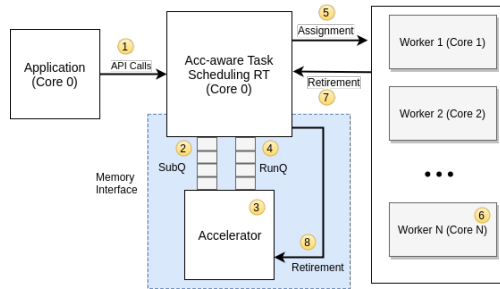 Application
(Core 0)
1
API Calls
Acc-aware Task
Scheduling RT
(Core 0)
5
Assignment
Retirement
7
Worker 1 (Core 1)
Worker 2 (Core 2)
Worker N (Core N)
6
Memory
Interface
2
SubQ
4
RunQ
3
Accelerator
8
Retirement